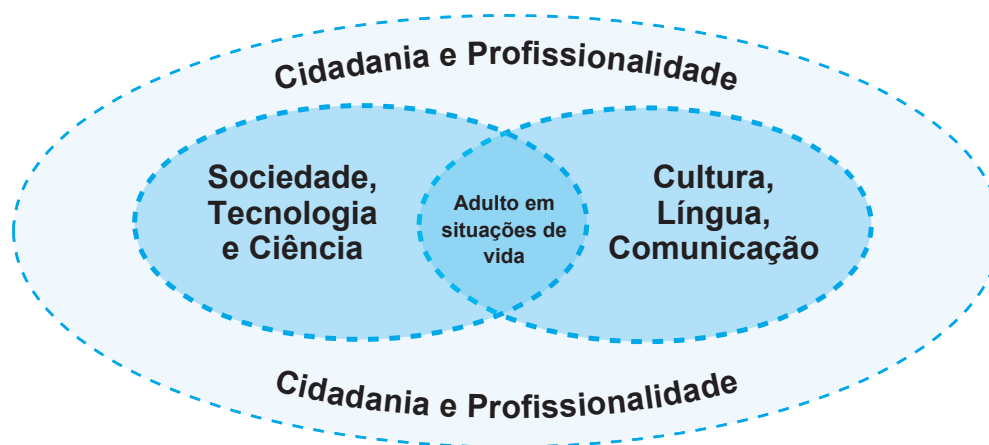 Cidadania e Profissionalidade
Sociedade,
Tecnologia
e Ciência
Adulto em
situações de
vida
Cultura,
Língua,
Comunicação
Cidadania e Profissionalidade